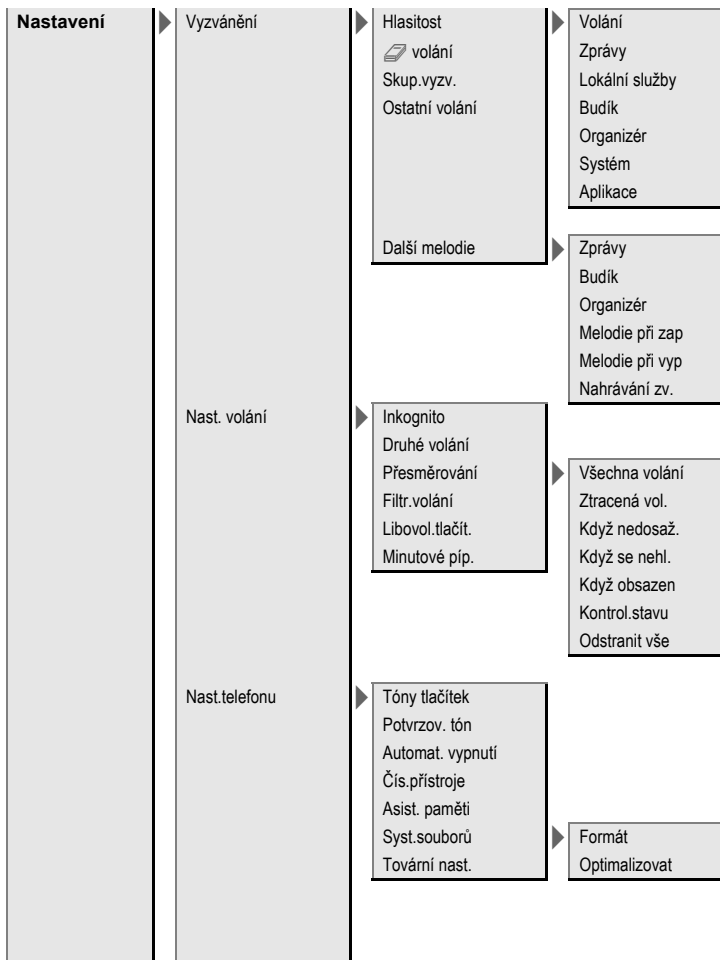 Nastavení
Vyzvánění
Hlasitost
Volání
Zprávy
Lokální služby
Budík
Organizér
Systém
Aplikace
volání
Skup.vyzv.
Ostatní volání
Další melodie
Zprávy
Budík
Organizér
Melodie při zap
Melodie při vyp
Nahrávání zv.
Nast. volání
Inkognito
Druhé volání
Přesměrování
Všechna volání
Ztracená vol.
Když nedosaž.
Když se nehl.
Když obsazen
Kontrol.stavu
Odstranit vše
Filtr.volání
Libovol.tlačít.
Minutové píp.
Nast.telefonu
Tóny tlačítek
Potvrzov. tón
Automat. vypnutí
Čís.přístroje
Asist. paměti
Syst.souborů
Formát
Optimalizovat
Tovární nast.